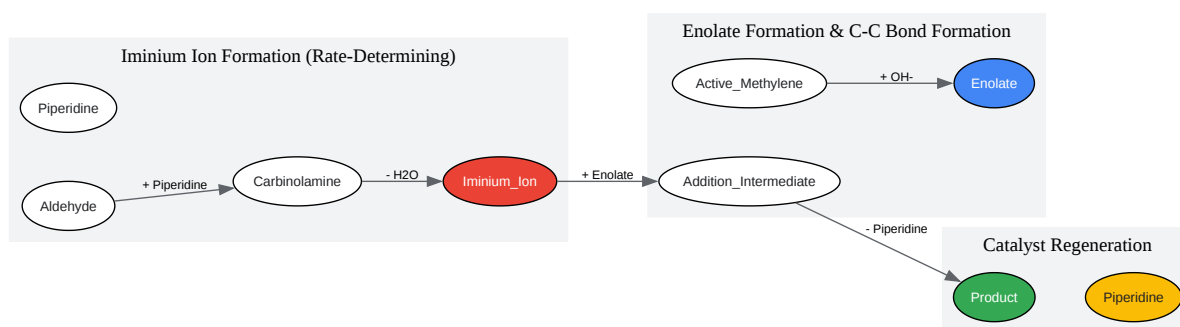 Iminium Ion Formation (Rate-Determining)
Piperidine
Aldehyde
+ Piperidine
Carbinolamine
- H2O
Iminium_Ion
+ Enolate
Enolate Formation & C-C Bond Formation
Active_Methylene
+ OH-
Enolate
Addition_Intermediate
- Piperidine
Catalyst Regeneration
Product
Piperidine